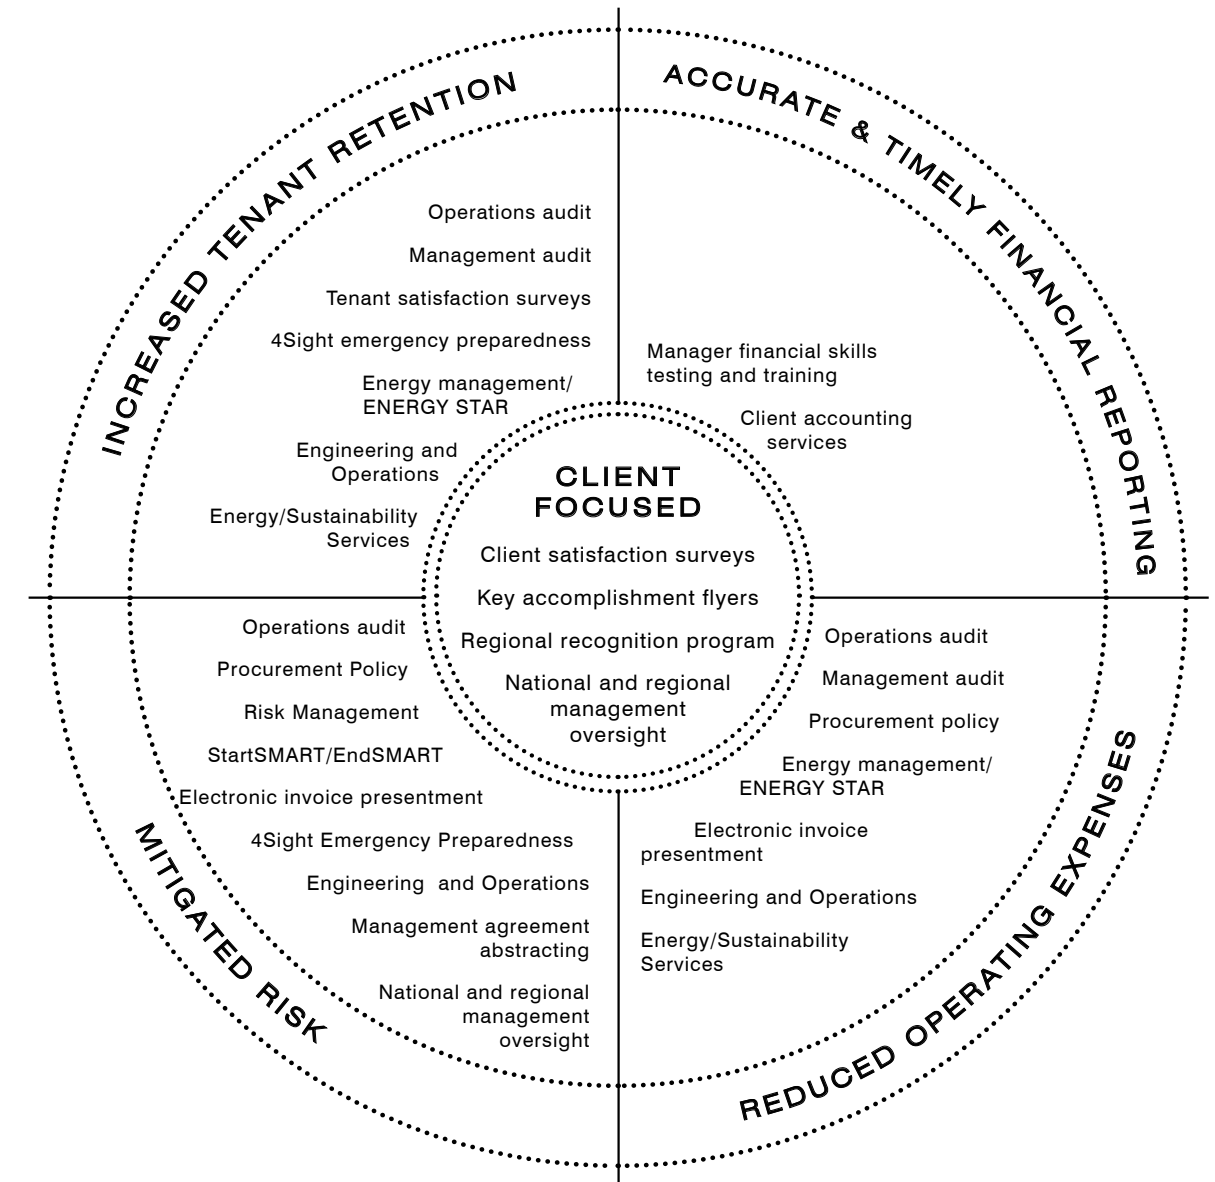 INCREASED TENANT RETENTION
Operations audit
Management audit
Tenant satisfaction surveys
4Sight emergency preparedness
Energy management/
ENERGY STAR
Engineering and
Operations
Energy/Sustainability
Services
ACCURATE & TIMELY FINANCIAL REPORTING
Manager financial skills
testing and training
Client accounting
services
CLIENT
FOCUSED
Client satisfaction surveys
Key accomplishment flyers
Regional recognition program
National and regional
management
oversight
MITIGATED RISK
Operations audit
Procurement Policy
Risk Management
StartSMART/EndSMART
Electronic invoice presentment
4Sight Emergency Preparedness
Engineering  and Operations
Management agreement
abstracting
National and regional
management
oversight
REDUCED OPERATING EXPENSES
Operations audit
Management audit
Procurement policy
Energy management/
ENERGY STAR
Electronic invoice
presentment
Engineering and Operations
Energy/Sustainability
Services